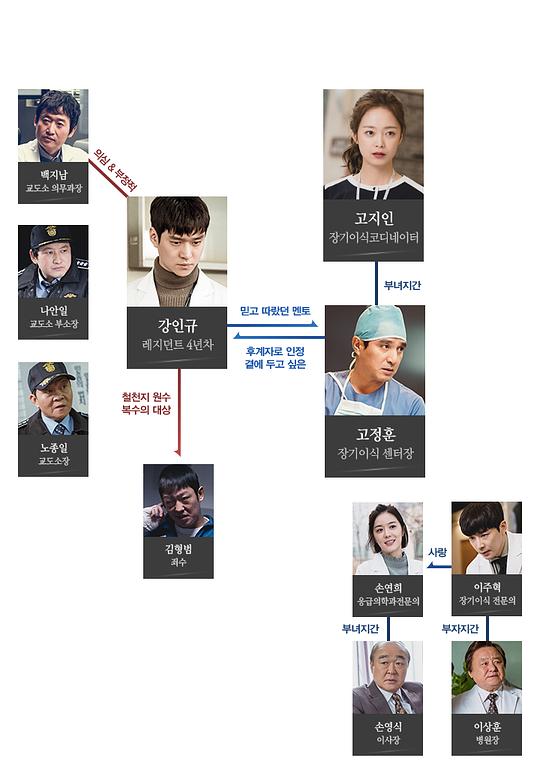 백지남
교도소 의무과장
의심 & 부정적
나안일
교도소 부소장
노종일
교도소장
강인규
레지던트 4년차
믿고 따랐던 멘토
후계자로 인정
곁에 두고 싶은
철천지 원수
복수의 대상
김형범
죄수
고지인
장기이식코디네이터
부녀지간
고정훈
장기이식 센터장
손연희
응급의학과전문의
사랑
이주혁
장기이식 전문의
부녀지간
부자지간
손영식
이사장
이상훈
병원장